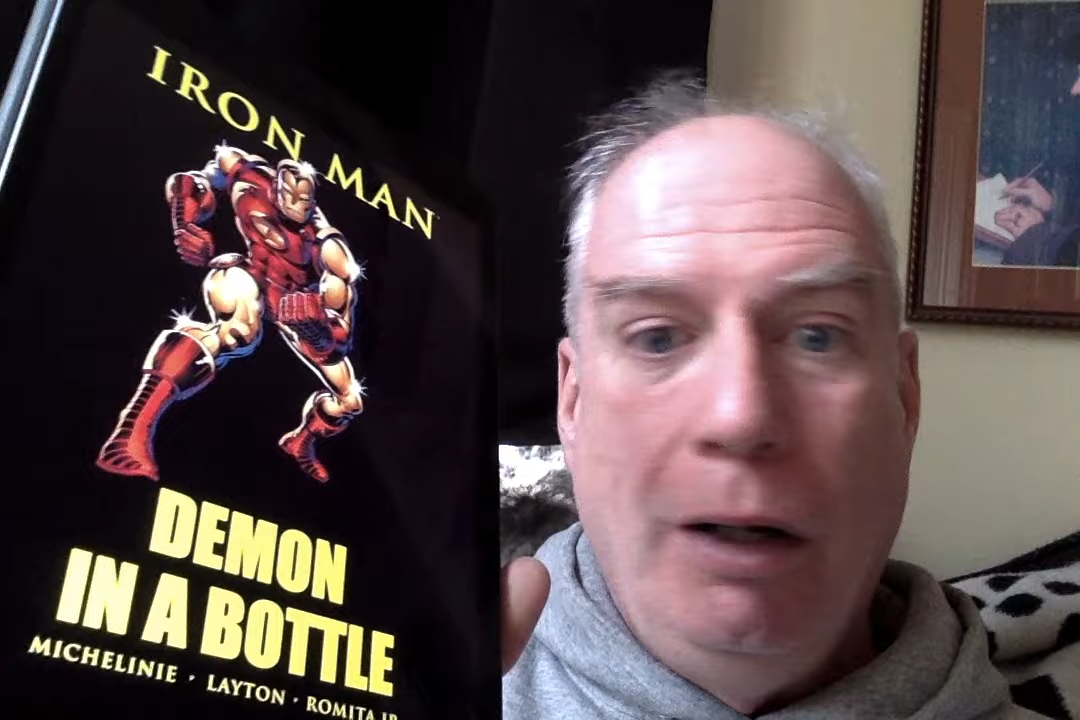 IRON MAN
DEMON
IN A BOTTLE
MICHELINIE · LAYTON · ROMITA JR